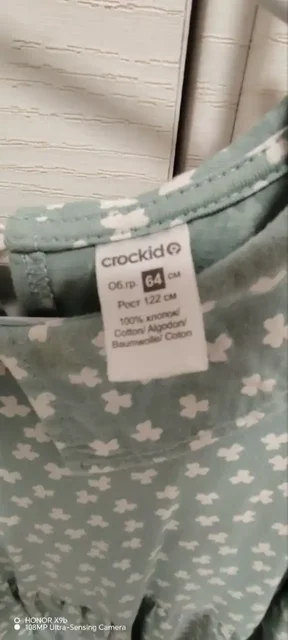 crockid
Об.гр. 64 см
Рост 122 см
100% хлопок/
Cotton/ Algodon/
Baumwolle/ Coton
HONOR X9b
108MP Ultra-Sensing Camera